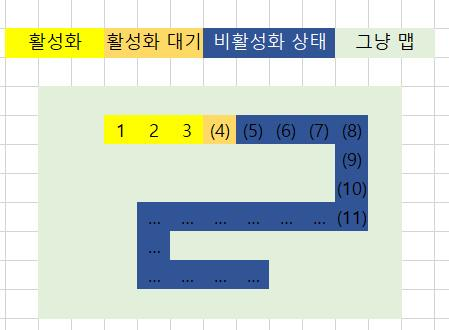 활성화 활성화 대기 비활성화 상태 그냥 맵
1 2 3 (4) (5) (6) (7) (8)
(9)
(10)
... ... ... ... ... ... (11)
...
... ... ... ...